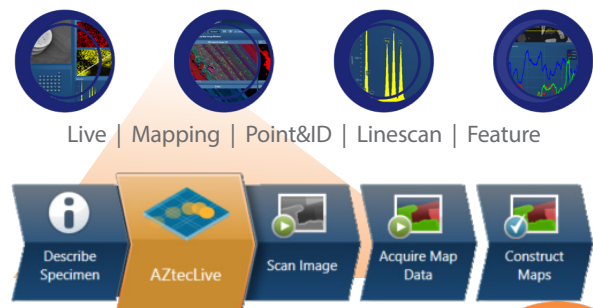 Live | Mapping | Point&ID | Linescan | Feature
Describe
Specimen
AZtecLive
Scan Image
Acquire Map
Data
Construct
Maps